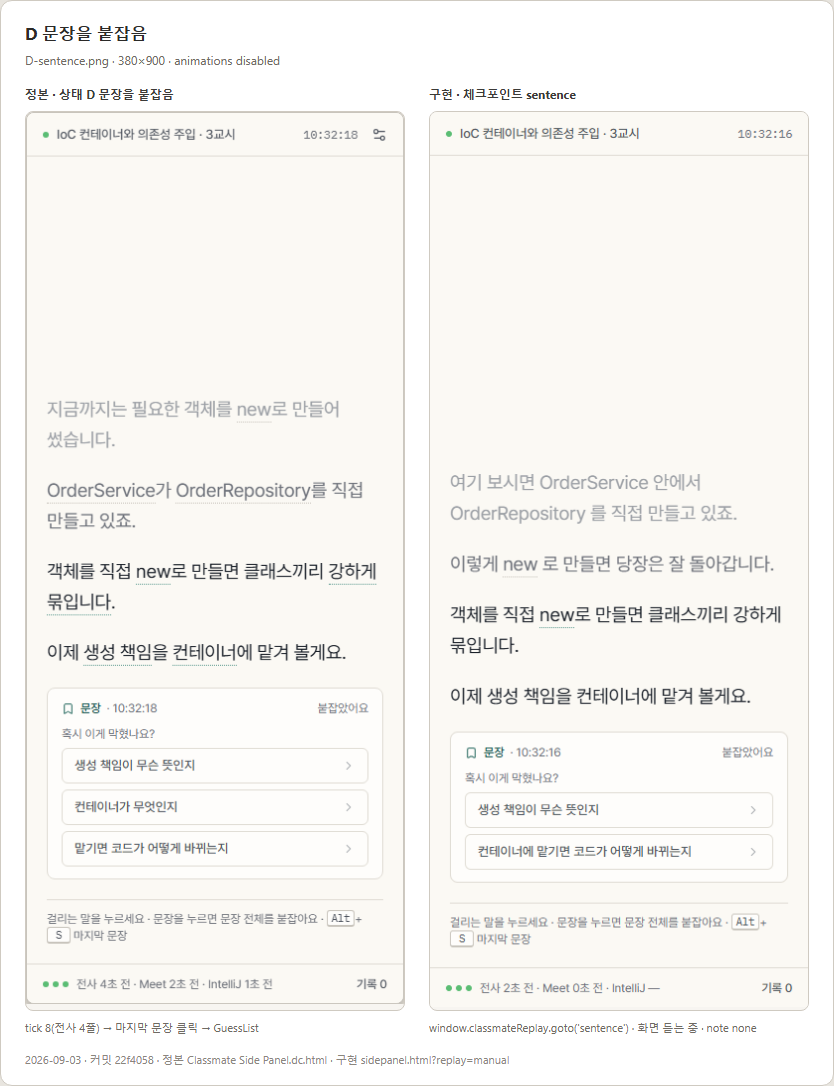 D 문장을 붙잡음
D-sentence.png · 380×900 · animations disabled
정본 · 상태 D 문장을 붙잡음
IoC 컨테이너와 의존성 주입 · 3교시
10:32:18
지금까지는 필요한 객체를 new로 만들어
썼습니다.
OrderService가 OrderRepository를 직접
만들고 있죠.
객체를 직접 new로 만들면 클래스끼리 강하게
묶입니다.
이제 생성 책임을 컨테이너에 맡겨 볼게요.
문장 · 10:32:18
붙잡았어요
혹시 이게 막혔나요?
생성 책임이 무슨 뜻인지
컨테이너가 무엇인지
맡기면 코드가 어떻게 바뀌는지
걸리는 말을 누르세요 · 문장을 누르면 문장 전체를 붙잡아요 · Alt +
S 마지막 문장
전사 4초 전 · Meet 2초 전 · IntelliJ 1초 전
기록 0
tick 8(전사 4줄) → 마지막 문장 클릭 → GuessList
구현 · 체크포인트 sentence
IoC 컨테이너와 의존성 주입 · 3교시
10:32:16
여기 보시면 OrderService 안에서
OrderRepository 를 직접 만들고 있죠.
이렇게 new 로 만들면 당장은 잘 돌아갑니다.
객체를 직접 new로 만들면 클래스끼리 강하게
묶입니다.
이제 생성 책임을 컨테이너에 맡겨 볼게요.
문장 · 10:32:16
붙잡았어요
혹시 이게 막혔나요?
생성 책임이 무슨 뜻인지
컨테이너에 맡기면 코드가 어떻게 바뀌는지
걸리는 말을 누르세요 · 문장을 누르면 문장 전체를 붙잡아요 · Alt +
S 마지막 문장
전사 2초 전 · Meet 0초 전 · IntelliJ —
기록 0
window.classmateReplay.goto('sentence') · 화면 듣는 중 · note none
2026-09-03 · 커밋 22f4058 · 정본 Classmate Side Panel.dc.html · 구현 sidepanel.html?replay=manual